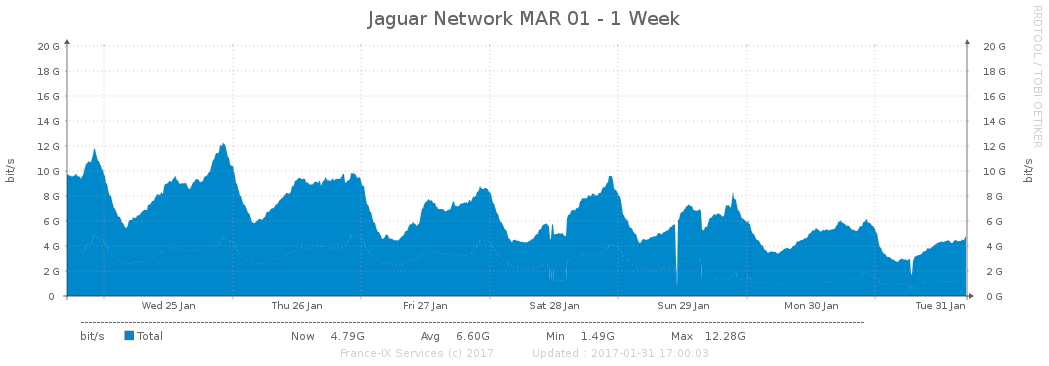 Jaguar Network MAR 01 - 1 Week
RRDTOOL / TOBI OETIKER
bit/s
20 G 20 G
18 G 18 G
16 G 16 G
14 G 14 G
12 G 12 G
10 G 10 G
8 G 8 G
6 G 6 G
4 G 4 G
2 G 2 G
0 0 G
bit/s
Wed 25 Jan Thu 26 Jan Fri 27 Jan Sat 28 Jan Sun 29 Jan Mon 30 Jan Tue 31 Jan
bit/s Total Now 4.79G Avg 6.60G Min 1.49G Max 12.28G
France-IX Services (c) 2017 Updated : 2017-01-31 17:00:03